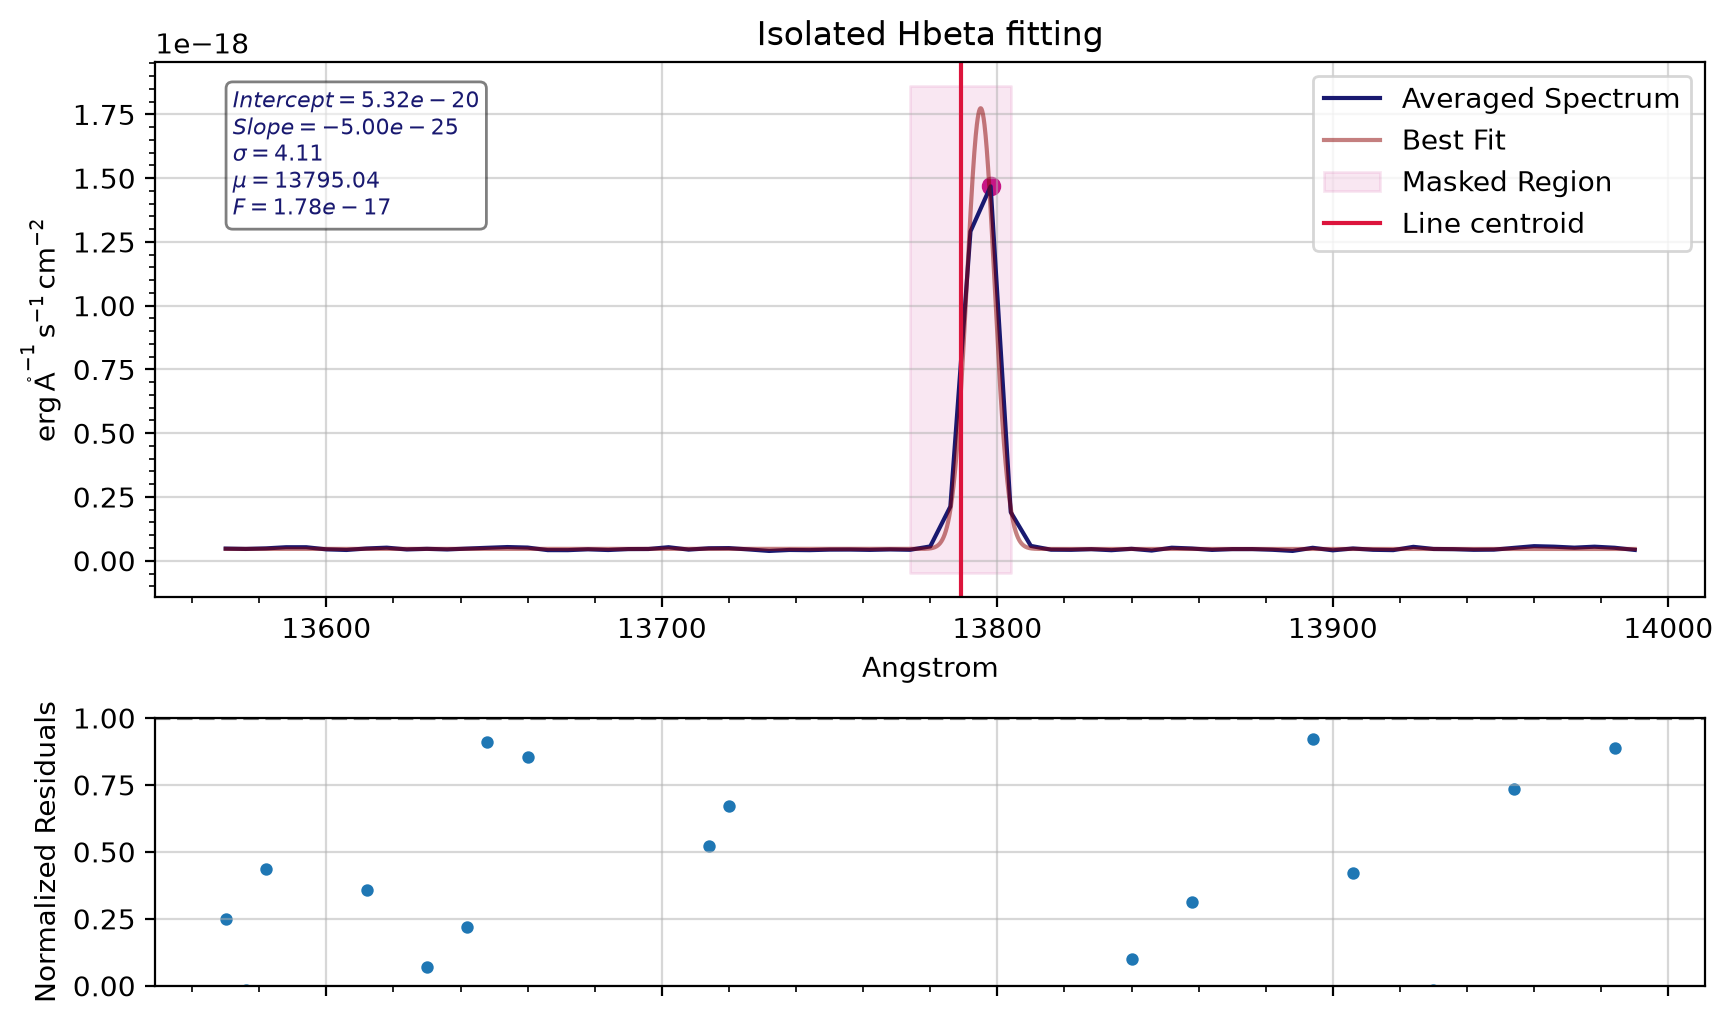 Isolated Hbeta fitting
1e−18
Intercept = 5.32e − 20
Slope = −5.00e − 25
σ = 4.11
μ = 13795.04
F = 1.78e − 17
Averaged Spectrum
Best Fit
Masked Region
Line centroid
1.75
1.50
1.25
1.00
0.75
0.50
0.25
0.00
erg Å⁻¹ s⁻¹ cm⁻²
13600
13700
13800
13900
14000
Angstrom
1.00
0.75
0.50
0.25
0.00
Normalized Residuals